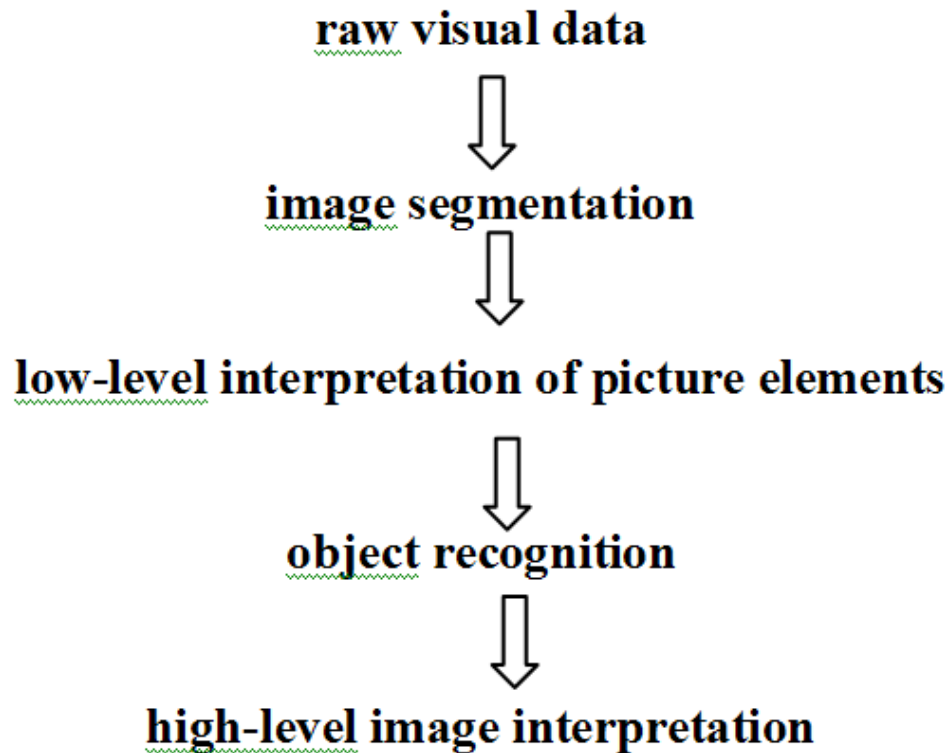 raw visual data
image segmentation
low-level interpretation of picture elements
object recognition
high-level image interpretation